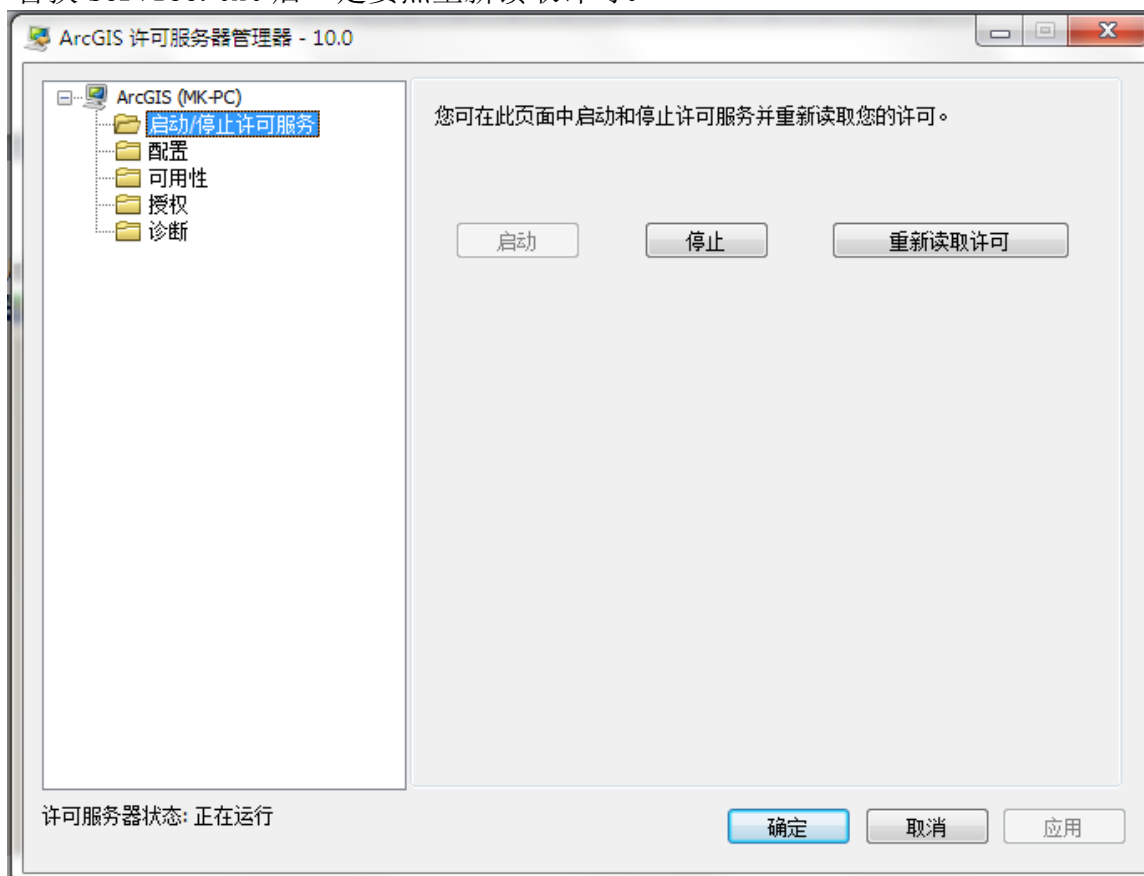 ArcGIS 许可服务器管理器 - 10.0
ArcGIS (MK-PC)
启动/停止许可服务
配置
可用性
授权
诊断
您可在此页面中启动和停止许可服务并重新读取您的许可。
启动 停止 重新读取许可
许可服务器状态: 正在运行
确定 取消 应用